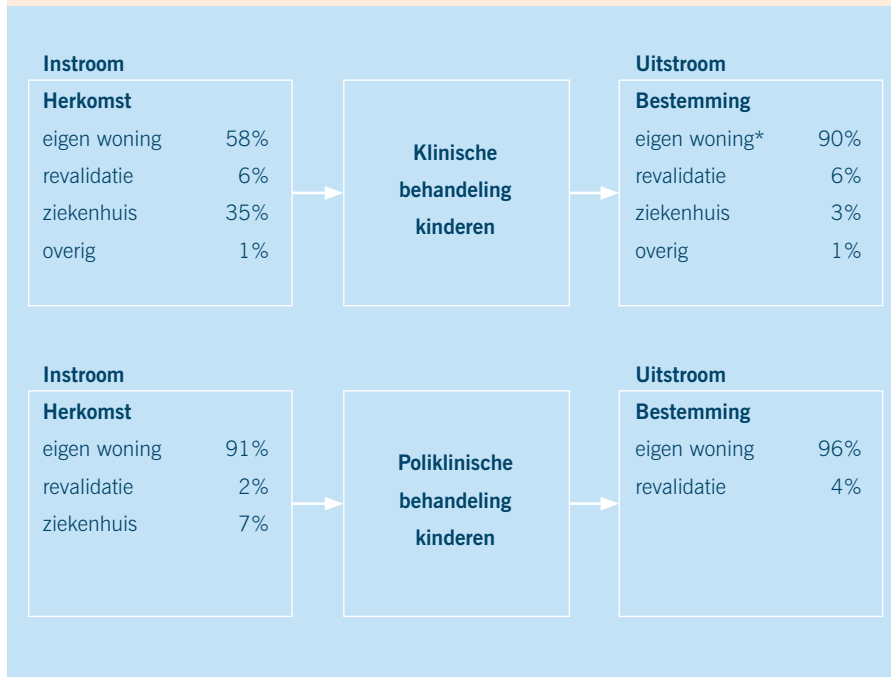 Instroom
Herkomst
eigen woning 58%
revalidatie 6%
ziekenhuis 35%
overig 1%
Klinische
behandeling
kinderen
Uitstroom
Bestemming
eigen woning* 90%
revalidatie 6%
ziekenhuis 3%
overig 1%
Instroom
Herkomst
eigen woning 91%
revalidatie 2%
ziekenhuis 7%
Poliklinische
behandeling
kinderen
Uitstroom
Bestemming
eigen woning 96%
revalidatie 4%